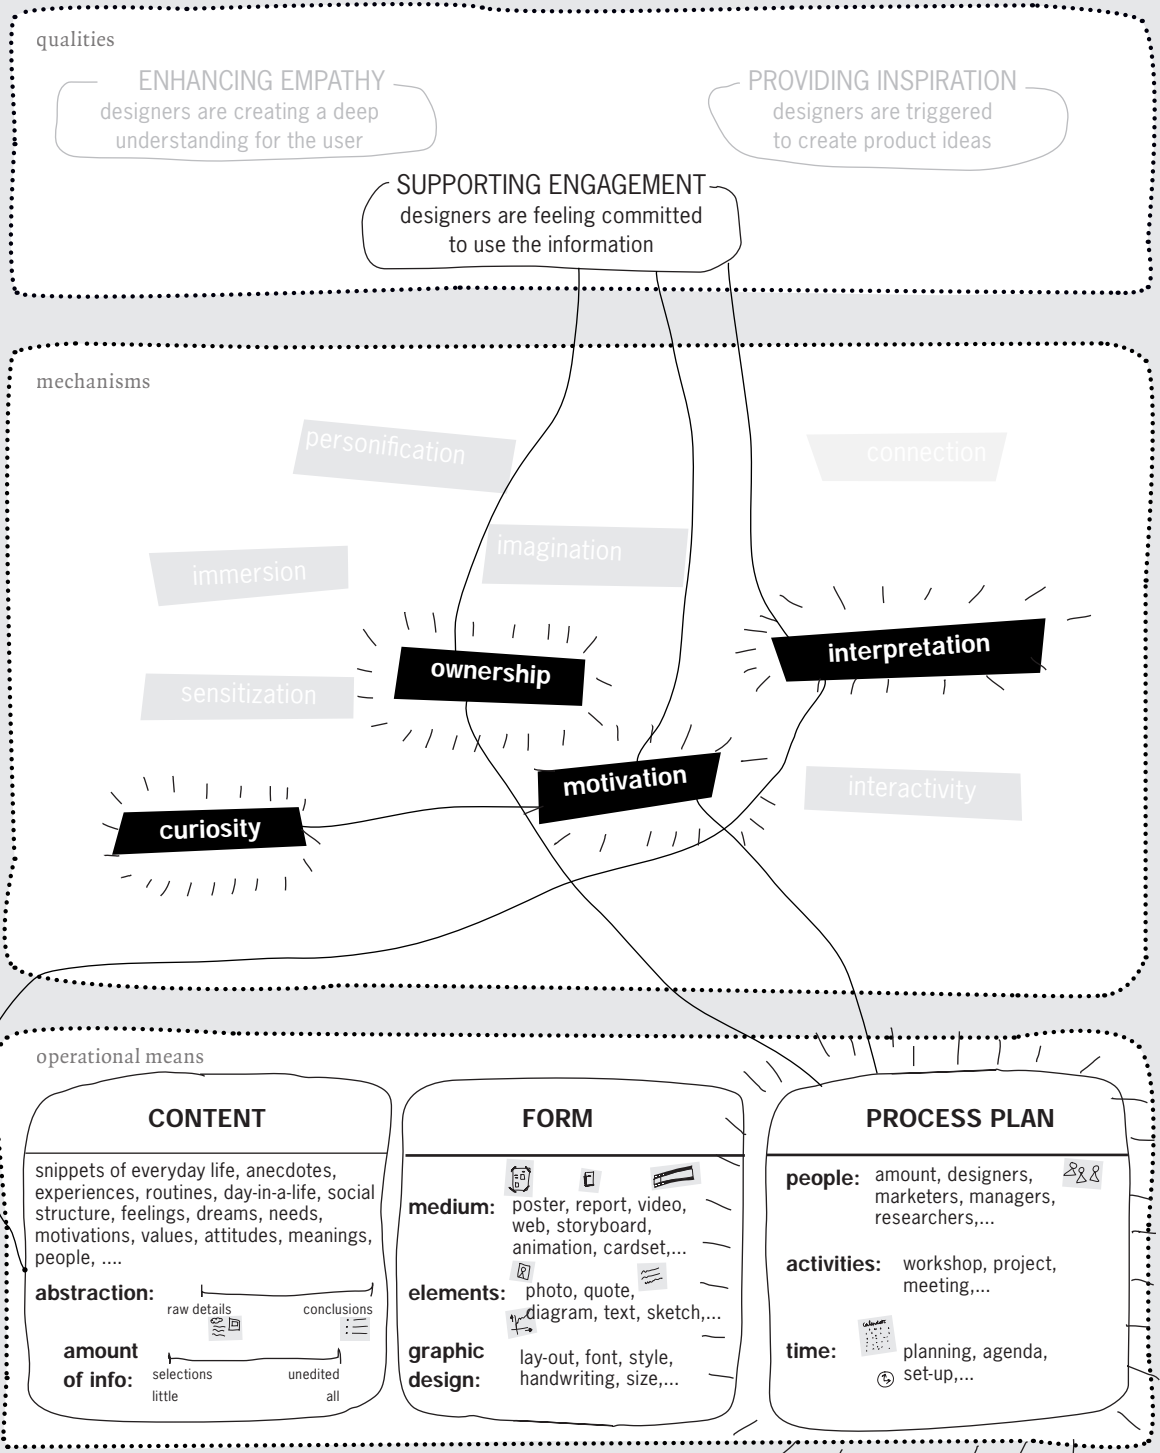 qualities
ENHANCING EMPATHY
designers are creating a deep
understanding for the user
PROVIDING INSPIRATION
designers are triggered
to create product ideas
SUPPORTING ENGAGEMENT
designers are feeling committed
to use the information
mechanisms
personification
connection
imagination
immersion
ownership
interpretation
sensitization
motivation
interactivity
curiosity
operational means
CONTENT
snippets of everyday life, anecdotes,
experiences, routines, day-in-a-life, social
structure, feelings, dreams, needs,
motivations, values, attitudes, meanings,
people, ....
abstraction:
raw details
conclusions
amount
of info:
selections
unedited
little
all
FORM
medium:
poster, report, video,
web, storyboard,
animation, cardset,...
elements:
photo, quote,
diagram, text, sketch,...
graphic
design:
lay-out, font, style,
handwriting, size,...
PROCESS PLAN
people:
amount, designers,
marketers, managers,
researchers,...
activities:
workshop, project,
meeting,...
time:
calendar
planning, agenda,
set-up,...